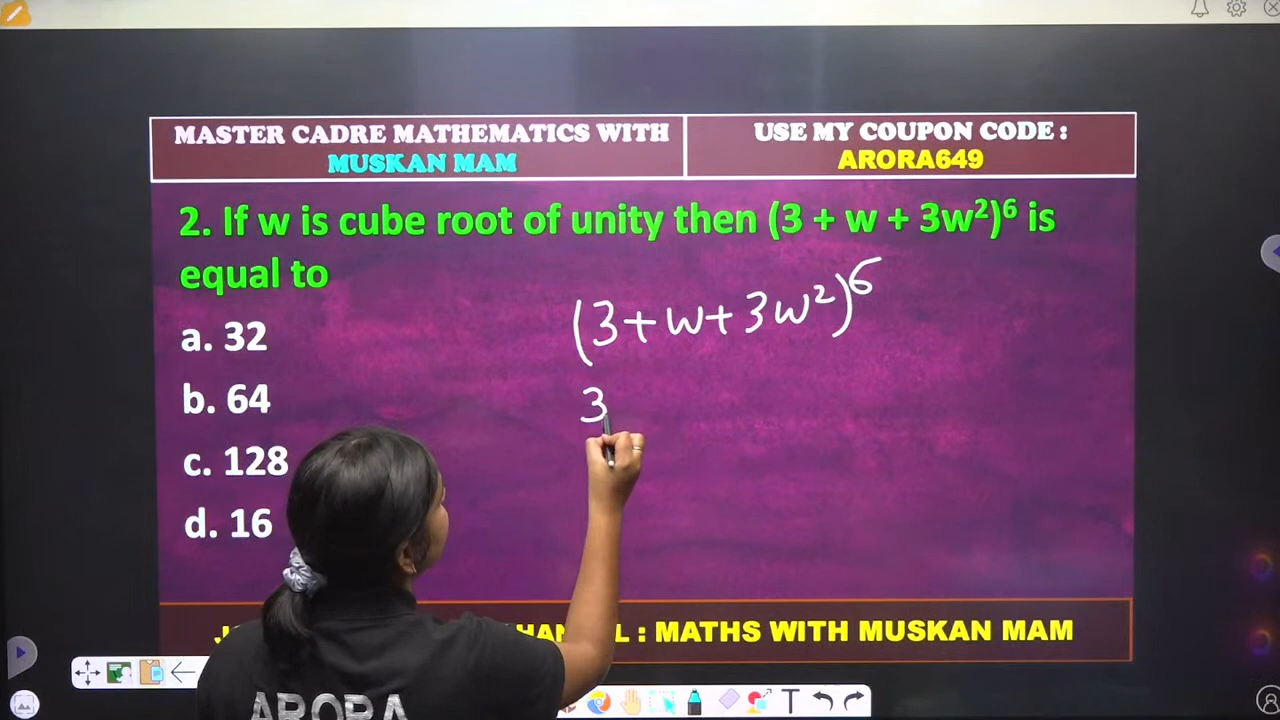 MASTER CADRE MATHEMATICS WITH
MUSKAN MAM
USE MY COUPON CODE :
ARORA649
2. If w is cube root of unity then (3 + w + 3w²)⁶ is
equal to
(3+w+3w²)⁶
a. 32
3
b. 64
c. 128
d. 16
: MATHS WITH MUSKAN MAM
T
ARORA